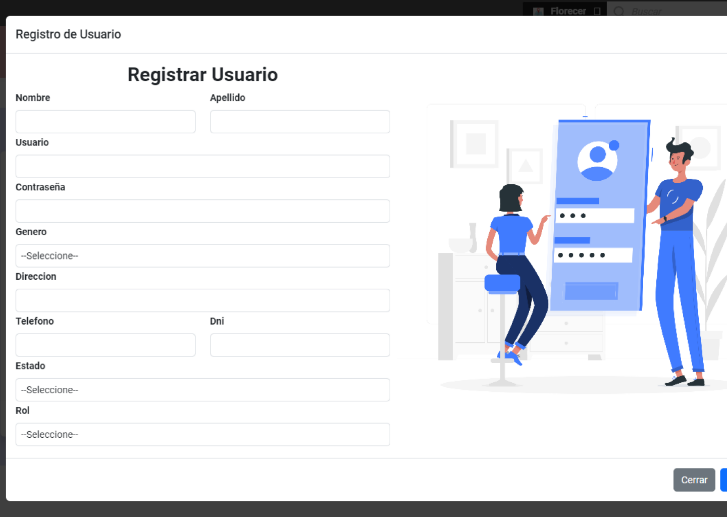 Florecer
Buscar
Registro de Usuario
Registrar Usuario
Nombre Apellido
Usuario
Contraseña
Genero
--Seleccione--
Direccion
Telefono Dni
Estado
--Seleccione--
Rol
--Seleccione--
Cerrar